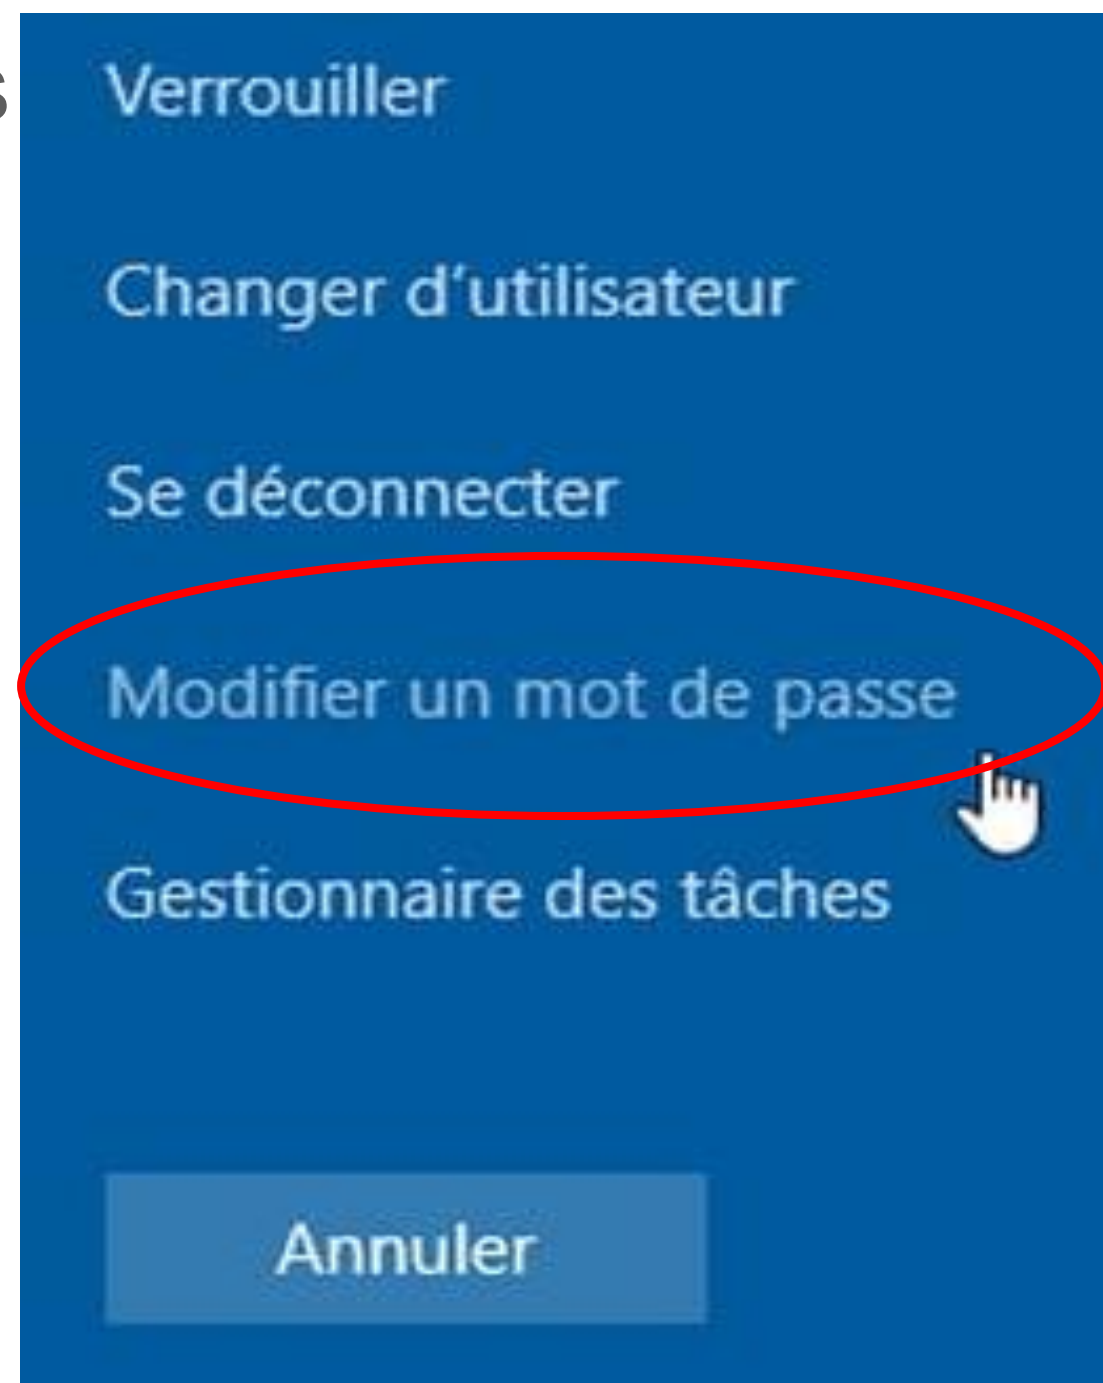 s
Verrouiller
Changer d'utilisateur
Se déconnecter
Modifier un mot de passe
Gestionnaire des tâches
Annuler